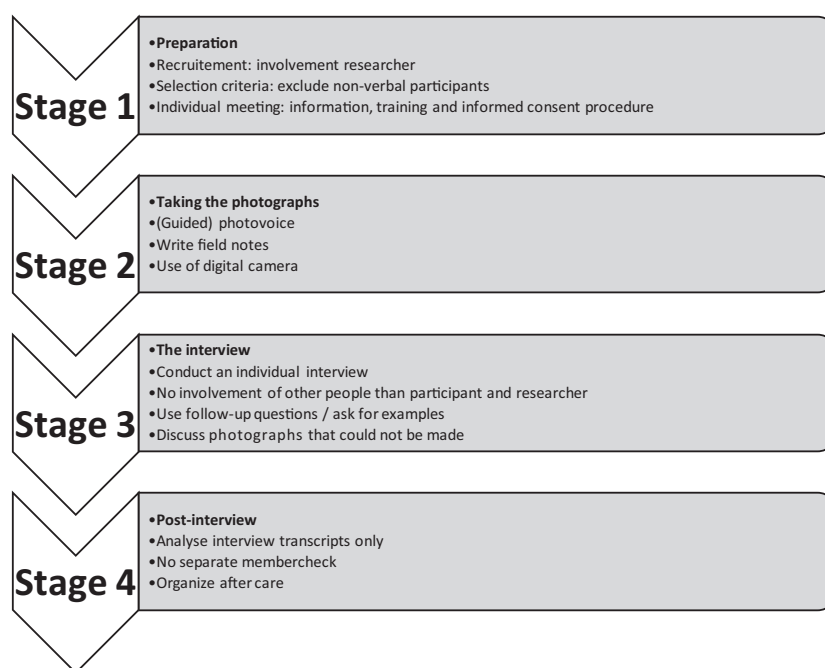 Stage 1
•Preparation
•Recruitement: involvement researcher
•Selection criteria: exclude non-verbal participants
•Individual meeting: information, training and informed consent procedure
Stage 2
•Taking the photographs
•(Guided) photovoice
•Write field notes
•Use of digital camera
Stage 3
•The interview
•Conduct an individual interview
•No involvement of other people than participant and researcher
•Use follow-up questions / ask for examples
•Discuss photographs that could not be made
Stage 4
•Post-interview
•Analyse interview transcripts only
•No separate membercheck
•Organize after care